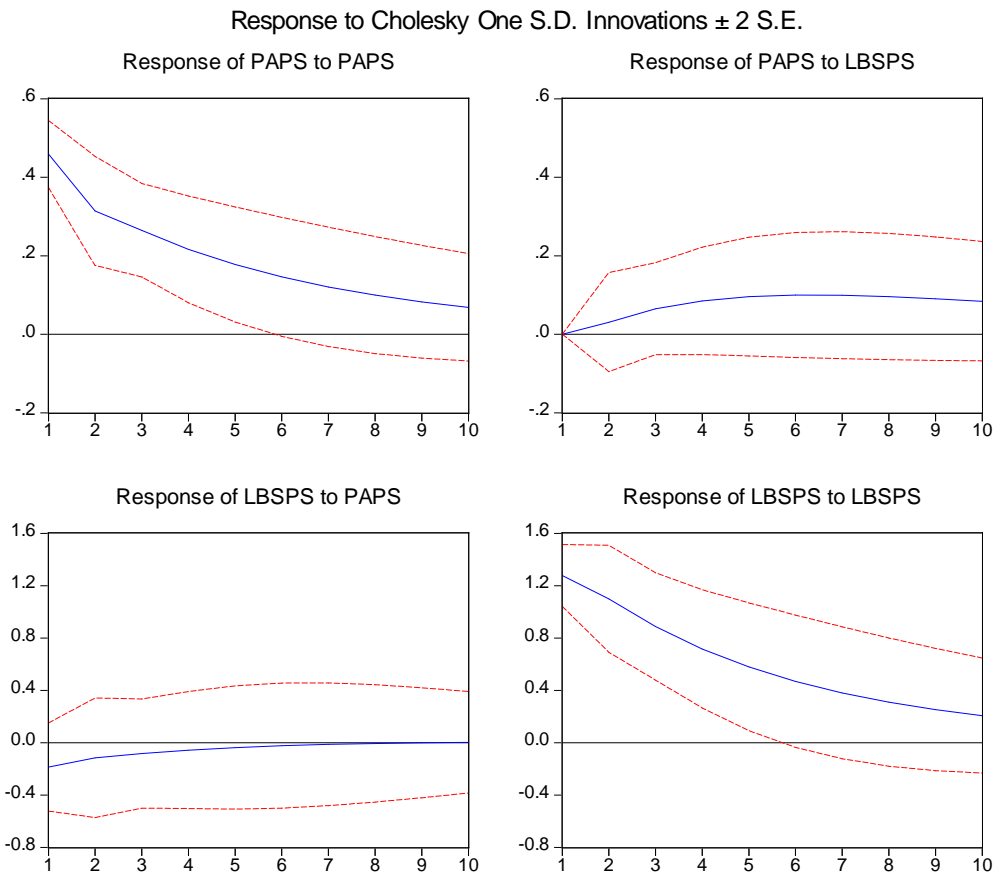 Response to Cholesky One S.D. Innovations ± 2 S.E.
Response of PAPS to PAPS
.6
.4
.2
.0
-.2
1 2 3 4 5 6 7 8 9 10
Response of PAPS to LBSPS
.6
.4
.2
.0
-.2
1 2 3 4 5 6 7 8 9 10
Response of LBSPS to PAPS
1.6
1.2
0.8
0.4
0.0
-0.4
-0.8
1 2 3 4 5 6 7 8 9 10
Response of LBSPS to LBSPS
1.6
1.2
0.8
0.4
0.0
-0.4
-0.8
1 2 3 4 5 6 7 8 9 10